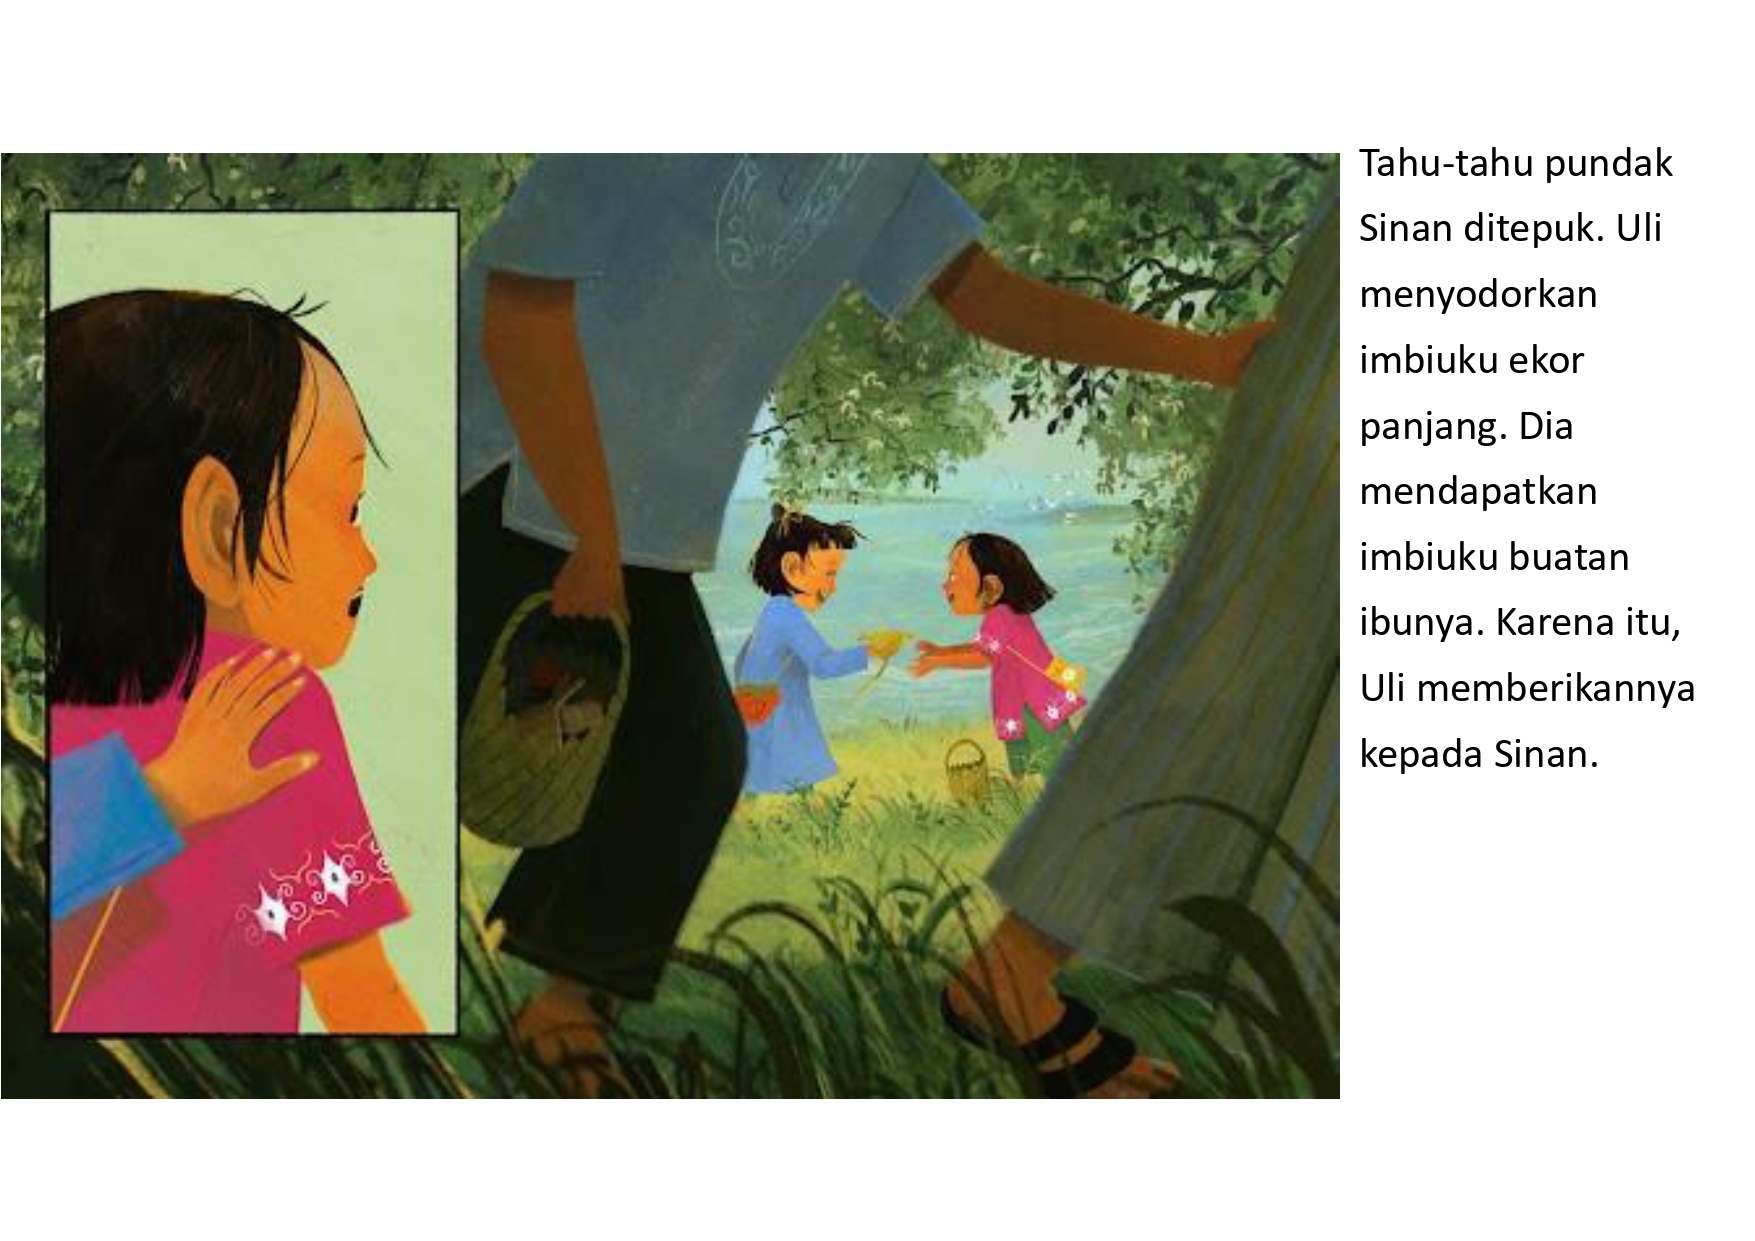 Tahu-tahu pundak
Sinan ditepuk. Uli
menyodorkan
imbiuku ekor
panjang. Dia
mendapatkan
imbiuku buatan
ibunya. Karena itu,
Uli memberikannya
kepada Sinan.